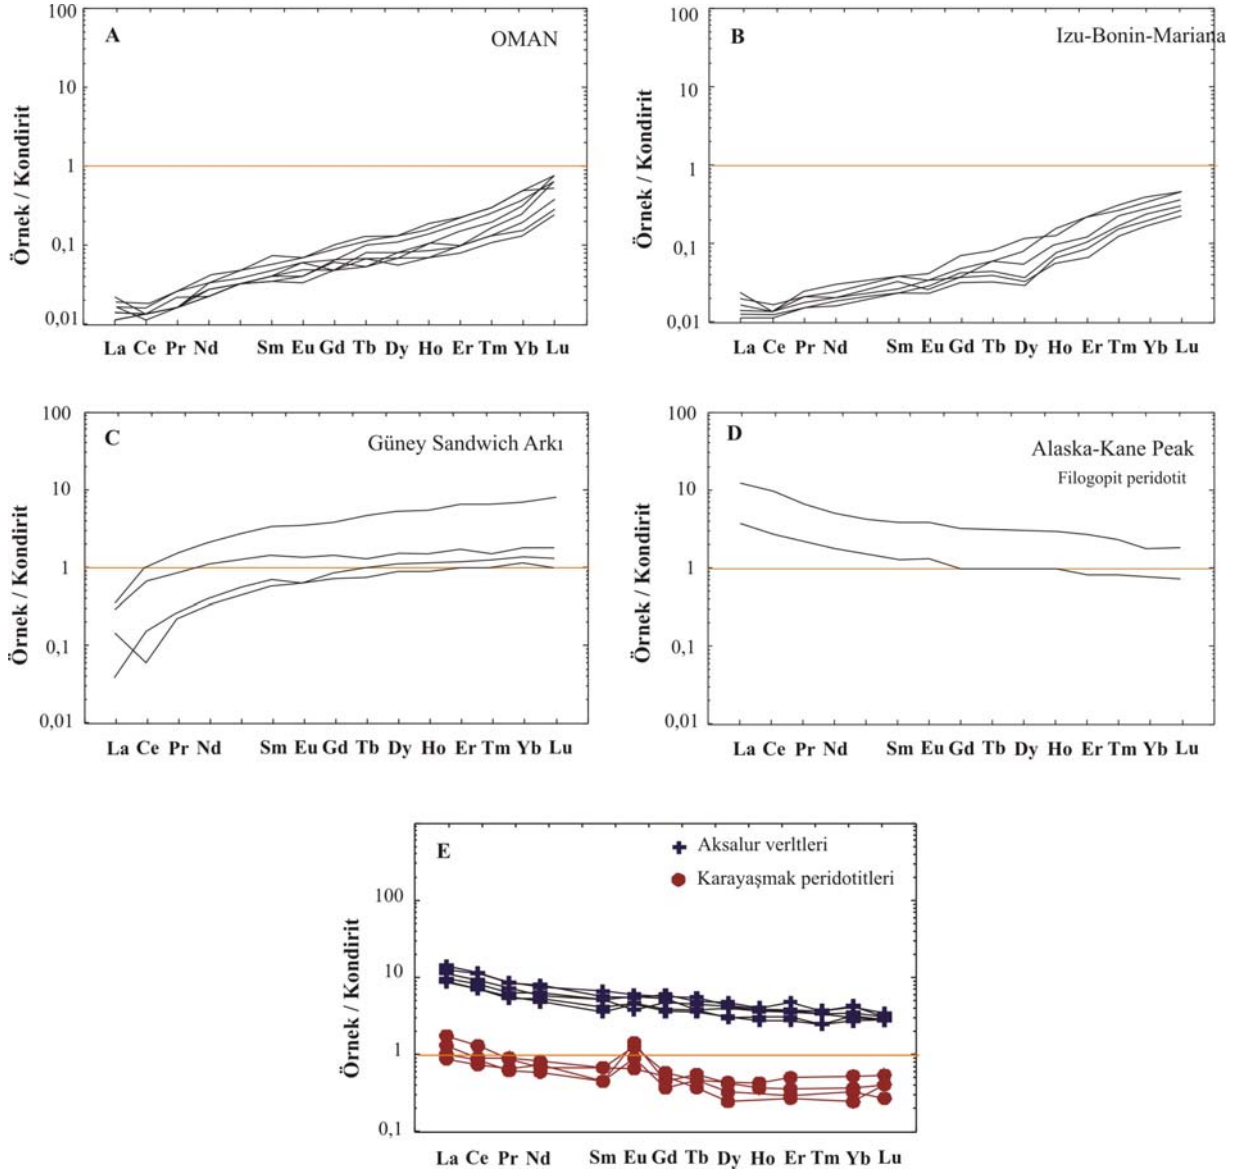 A
OMAN
100
10
1
0,1
0,01
Örnek / Kondirit
La Ce Pr Nd Sm Eu Gd Tb Dy Ho Er Tm Yb Lu
B
Izu-Bonin-Mariana
100
10
1
0,1
0,01
Örnek / Kondirit
La Ce Pr Nd Sm Eu Gd Tb Dy Ho Er Tm Yb Lu
C
Güney Sandwich Arkı
100
10
1
0,1
0,01
Örnek / Kondirit
La Ce Pr Nd Sm Eu Gd Tb Dy Ho Er Tm Yb Lu
D
Alaska-Kane Peak
Filogopit peridotit
100
10
1
0,1
0,01
Örnek / Kondirit
La Ce Pr Nd Sm Eu Gd Tb Dy Ho Er Tm Yb Lu
E
Aksalur verltleri
Karayaşmak peridotitleri
100
10
1
0,1
Örnek / Kondirit
La Ce Pr Nd Sm Eu Gd Tb Dy Ho Er Tm Yb Lu